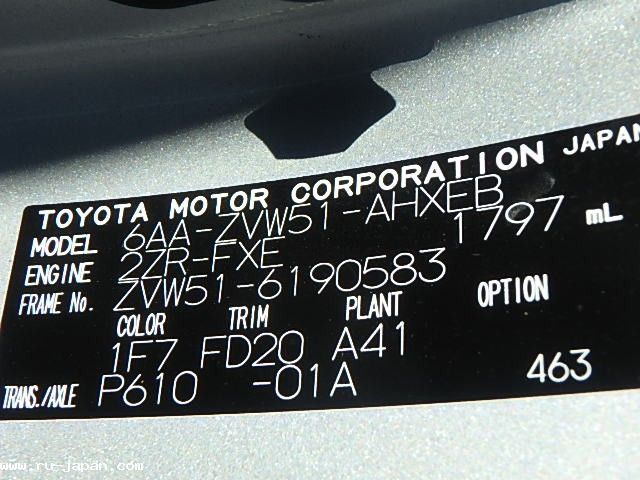 TOYOTA MOTOR CORPORATION JAPAN
MODEL 6AA-ZVW51-AHXEB
ENGINE 2ZR-FXE 1797 mL
FRAME No. ZVW51-6190583
COLOR TRIM PLANT OPTION
1F7 FD20 A41
TRANS./AXLE P610 -01A 463
www.ru-japan.com